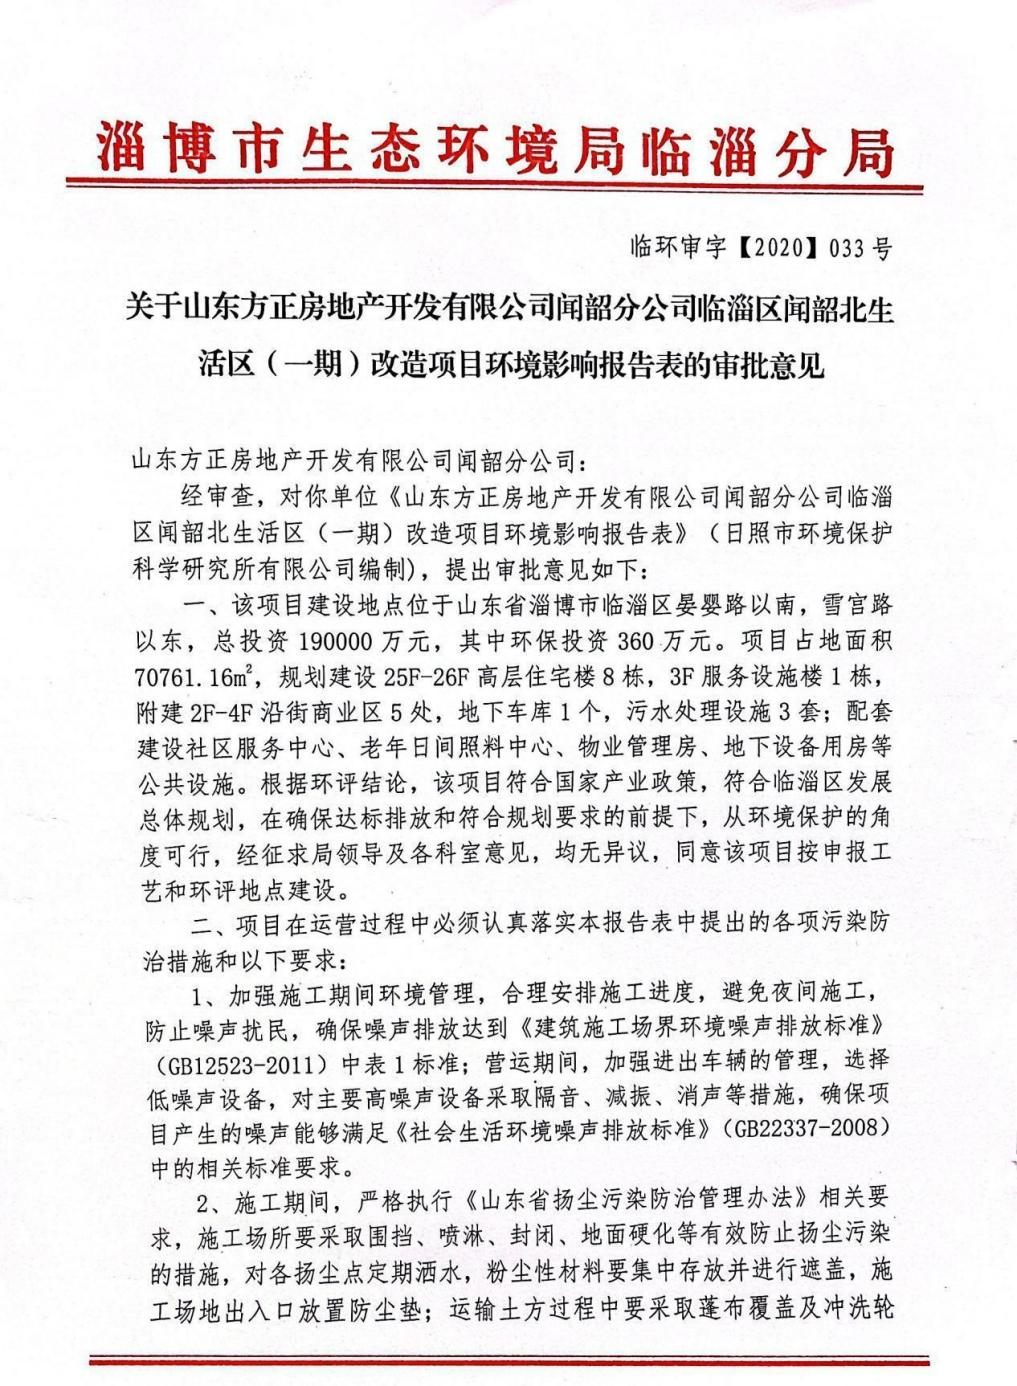 淄博市生态环境局临淄分局
临环审字【2020】033号
关于山东方正房地产开发有限公司闻韶分公司临淄区闻韶北生
活区（一期）改造项目环境影响报告表的审批意见
山东方正房地产开发有限公司闻韶分公司：
经审查，对你单位《山东方正房地产开发有限公司闻韶分公司临淄
区闻韶北生活区（一期）改造项目环境影响报告表》（日照市环境保护
科学研究所有限公司编制），提出审批意见如下：
一、该项目建设地点位于山东省淄博市临淄区晏婴路以南，雪宫路
以东，总投资190000万元，其中环保投资360万元。项目占地面积
70761.16m²，规划建设25F-26F高层住宅楼8栋，3F服务设施楼1栋，
附建2F-4F沿街商业区5处，地下车库1个，污水处理设施3套；配套
建设社区服务中心、老年日间照料中心、物业管理房、地下设备用房等
公共设施。根据环评结论，该项目符合国家产业政策，符合临淄区发展
总体规划，在确保达标排放和符合规划要求的前提下，从环境保护的角
度可行，经征求局领导及各科室意见，均无异议，同意该项目按申报工
艺和环评地点建设。
二、项目在运营过程中必须认真落实本报告表中提出的各项污染防
治措施和以下要求：
1、加强施工期间环境管理，合理安排施工进度，避免夜间施工，
防止噪声扰民，确保噪声排放达到《建筑施工场界环境噪声排放标准》
（GB12523-2011）中表1标准；营运期间，加强进出车辆的管理，选择
低噪声设备，对主要高噪声设备采取隔音、减振、消声等措施，确保项
目产生的噪声能够满足《社会生活环境噪声排放标准》（GB22337-2008）
中的相关标准要求。
2、施工期间，严格执行《山东省扬尘污染防治管理办法》相关要
求，施工场所要采取围挡、喷淋、封闭、地面硬化等有效防止扬尘污染
的措施，对各扬尘点定期洒水，粉尘性材料要集中存放并进行遮盖，施
工场地出入口放置防尘垫；运输土方过程中要采取蓬布覆盖及冲洗轮